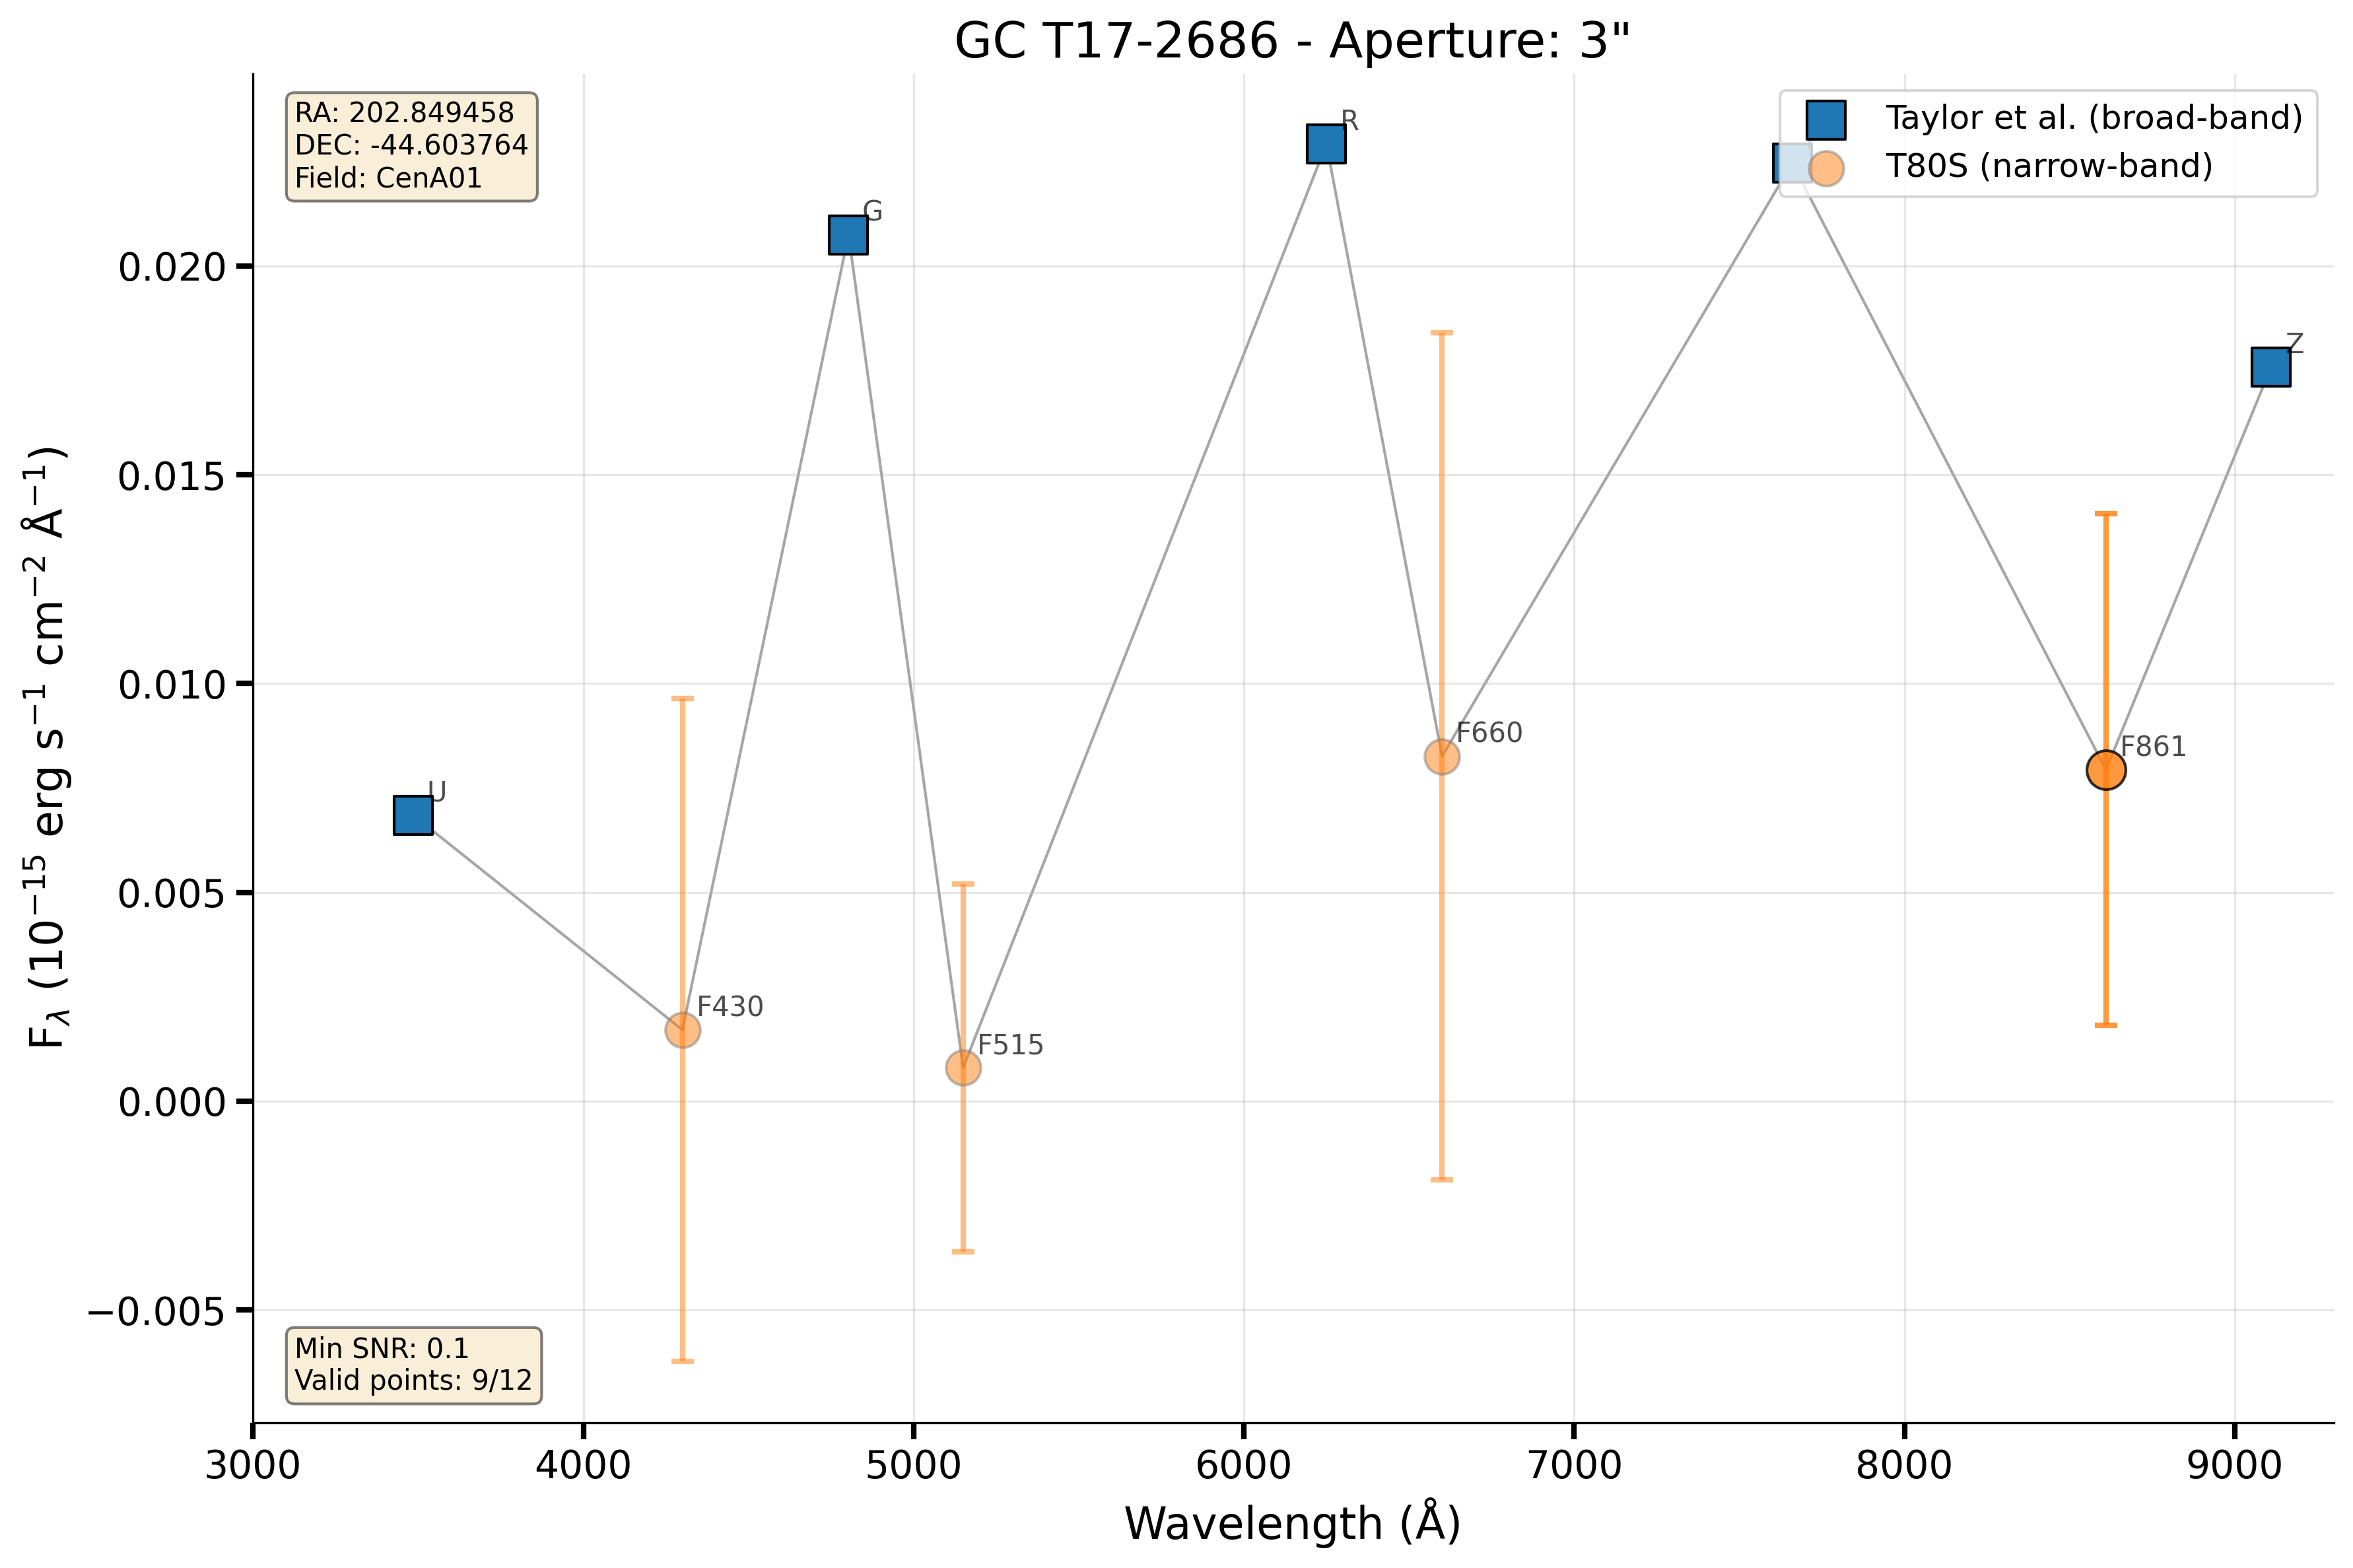 GC T17-2686 - Aperture: 3"
RA: 202.849458
DEC: -44.603764
Field: CenA01
Taylor et al. (broad-band)
T80S (narrow-band)
R
G
Z
U
F430
F515
F660
F861
0.020
0.015
0.010
0.005
0.000
−0.005
F_λ (10⁻¹⁵ erg s⁻¹ cm⁻² Å⁻¹)
Min SNR: 0.1
Valid points: 9/12
3000 4000 5000 6000 7000 8000 9000
Wavelength (Å)